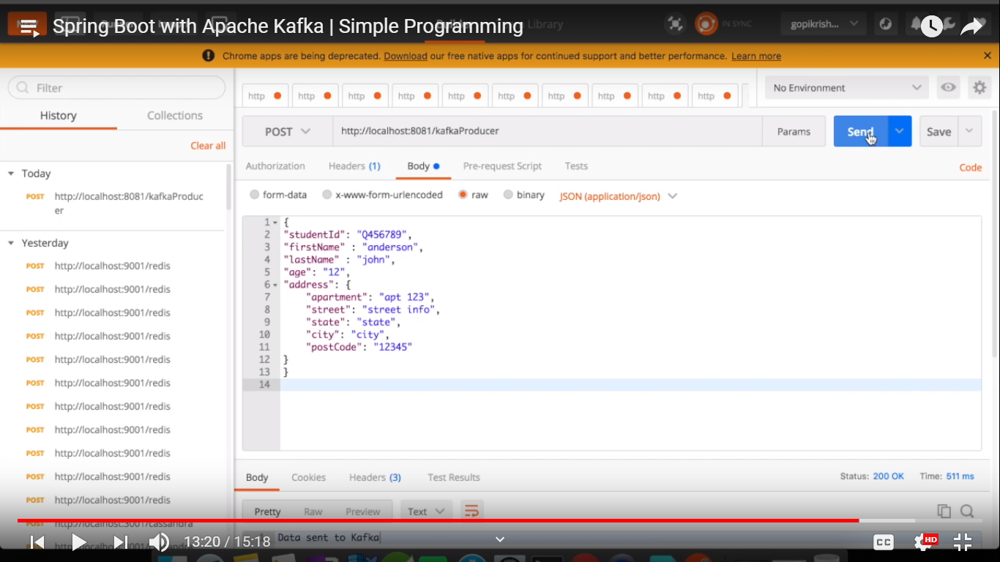 Spring Boot with Apache Kafka | Simple Programming
Library
IN SYNC
gopikrish...
Chrome apps are being deprecated. Download our free native apps for continued support and better performance. Learn more
Filter
History
Collections
Clear all
Today
POST http://localhost:8081/kafkaProduc
er
Yesterday
POST http://localhost:9001/redis
POST http://localhost:9001/redis
POST http://localhost:9001/redis
POST http://localhost:9001/redis
POST http://localhost:9001/redis
POST http://localhost:9001/redis
POST http://localhost:9001/redis
POST http://localhost:9001/redis
POST http://localhost:9001/redis
POST http://localhost:9001/redis
POST http://localhost:9001/redis
POST http://localhost:3001/cassandra
http http http http http http http http http http
No Environment
POST http://localhost:8081/kafkaProducer Params Send Save
Authorization Headers (1) Body Pre-request Script Tests Code
form-data x-www-form-urlencoded raw binary JSON (application/json)
1 {
2 "studentId": "Q456789",
3 "firstName" : "anderson",
4 "lastName" : "john",
5 "age": "12",
6 "address": {
7 "apartment": "apt 123",
8 "street": "street info",
9 "state": "state",
10 "city": "city",
11 "postCode": "12345"
12 }
13 }
14
Body Cookies Headers (3) Test Results Status: 200 OK Time: 511 ms
Pretty Raw Preview Text
Data sent to Kafka
13:20 / 15:18
CC
HD